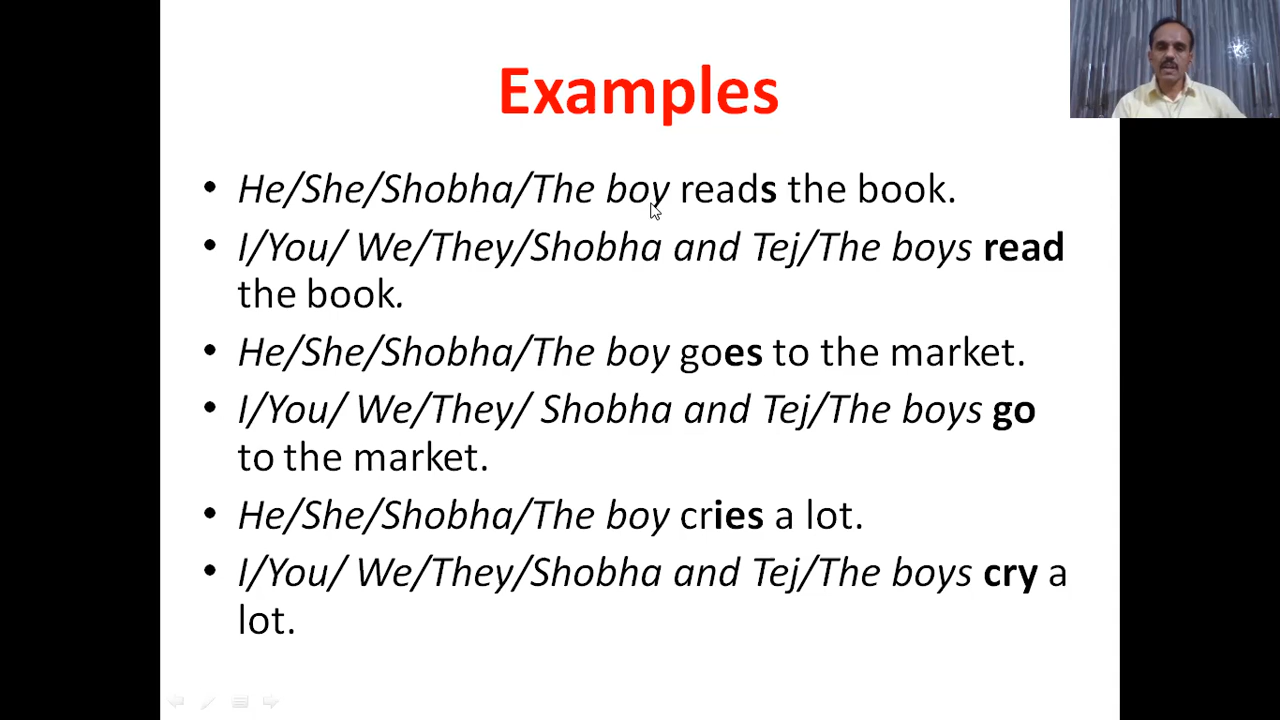 Examples
• He/She/Shobha/The boy reads the book.
• I/You/ We/They/Shobha and Tej/The boys read
the book.
• He/She/Shobha/The boy goes to the market.
• I/You/ We/They/ Shobha and Tej/The boys go
to the market.
• He/She/Shobha/The boy cries a lot.
• I/You/ We/They/Shobha and Tej/The boys cry a
lot.